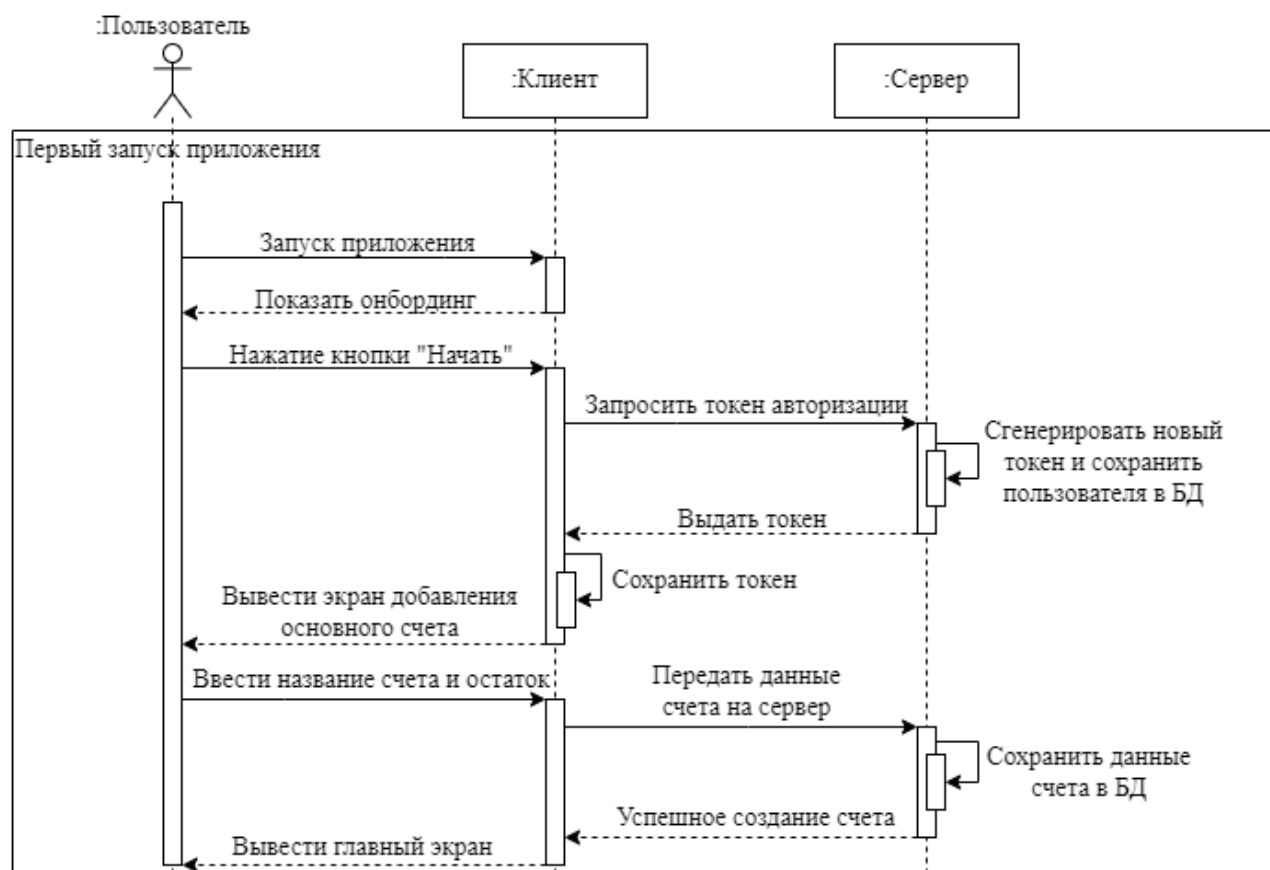 :Пользователь
:Клиент
:Сервер
Первый запуск приложения
Запуск приложения
Показать онбординг
Нажатие кнопки "Начать"
Запросить токен авторизации
Сгенерировать новый
токен и сохранить
пользователя в БД
Выдать токен
Сохранить токен
Вывести экран добавления
основного счета
Ввести название счета и остаток
Передать данные
счета на сервер
Сохранить данные
счета в БД
Успешное создание счета
Вывести главный экран